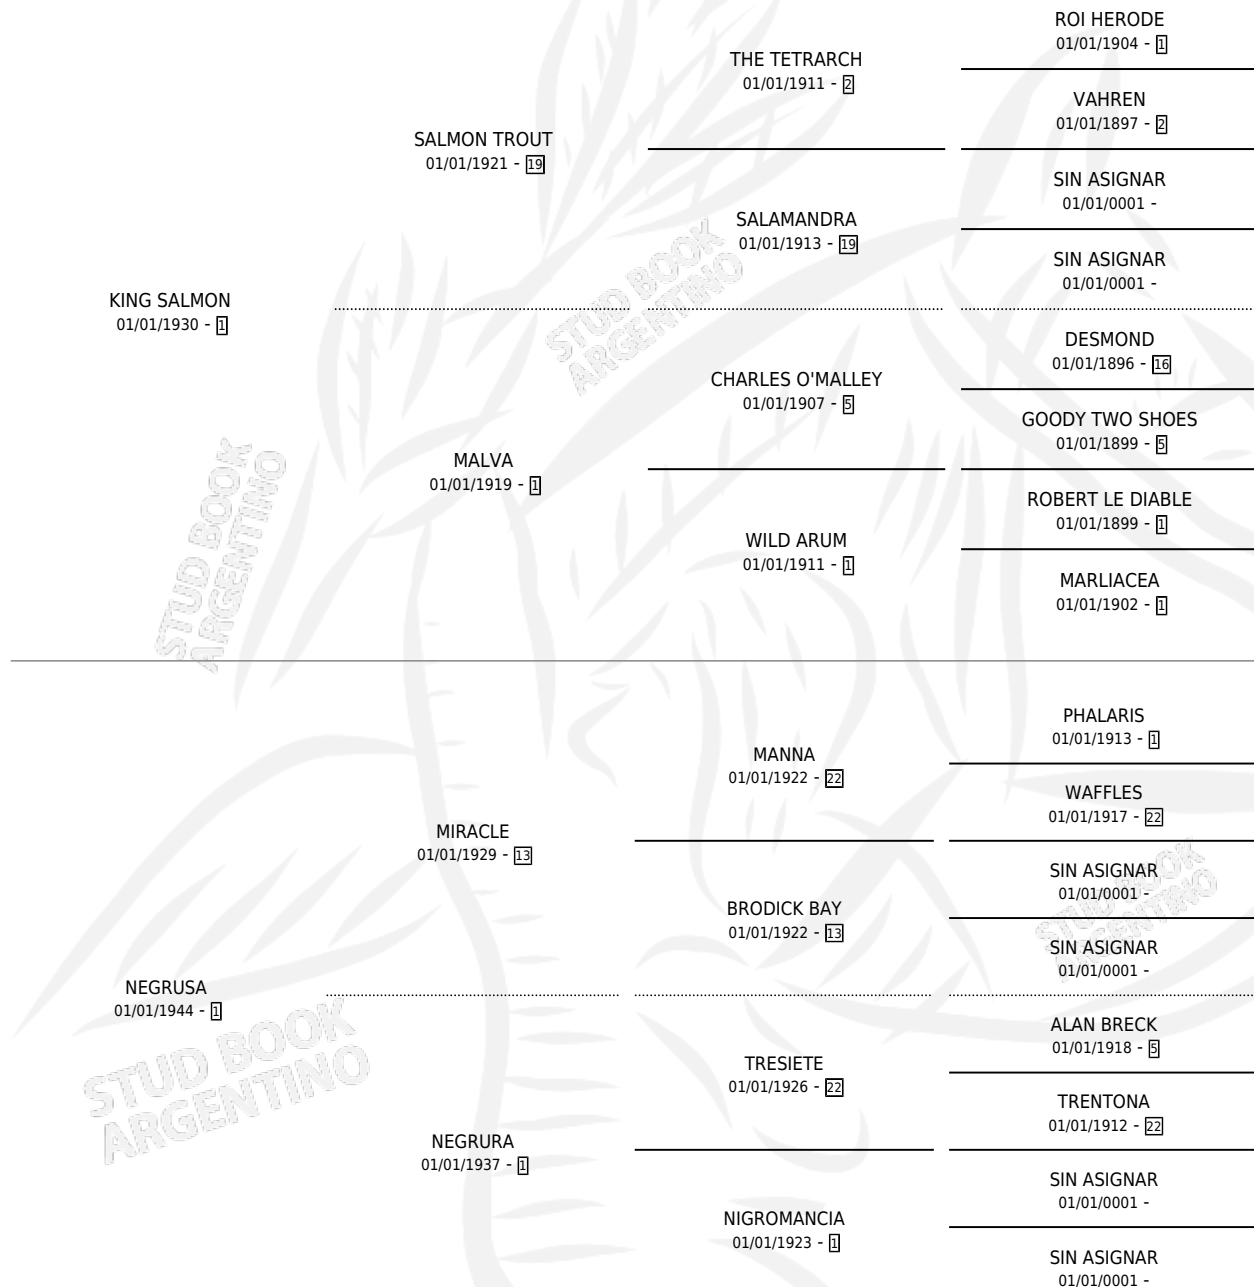 ROI HERODE
01/01/1904 - 1
THE TETRARCH
01/01/1911 - 2
VAHREN
01/01/1897 - 2
SALMON TROUT
01/01/1921 - 19
SIN ASIGNAR
01/01/0001 -
SALAMANDRA
01/01/1913 - 19
SIN ASIGNAR
01/01/0001 -
KING SALMON
01/01/1930 - 1
DESMOND
01/01/1896 - 16
CHARLES O'MALLEY
01/01/1907 - 5
GOODY TWO SHOES
01/01/1899 - 5
MALVA
01/01/1919 - 1
ROBERT LE DIABLE
01/01/1899 - 1
WILD ARUM
01/01/1911 - 1
MARLIACEA
01/01/1902 - 1
STUD BOOK
ARGENTINO
STUD BOOK
ARGENTINO
PHALARIS
01/01/1913 - 1
MANNA
01/01/1922 - 22
WAFFLES
01/01/1917 - 22
MIRACLE
01/01/1929 - 13
SIN ASIGNAR
01/01/0001 -
BRODICK BAY
01/01/1922 - 13
SIN ASIGNAR
01/01/0001 -
STUD BOOK
ARGENTINO
NEGRUSA
01/01/1944 - 1
ALAN BRECK
01/01/1918 - 5
TRESIETE
01/01/1926 - 22
TRENTONA
01/01/1912 - 22
STUD BOOK
ARGENTINO
NEGRURA
01/01/1937 - 1
SIN ASIGNAR
01/01/0001 -
NIGROMANCIA
01/01/1923 - 1
SIN ASIGNAR
01/01/0001 -